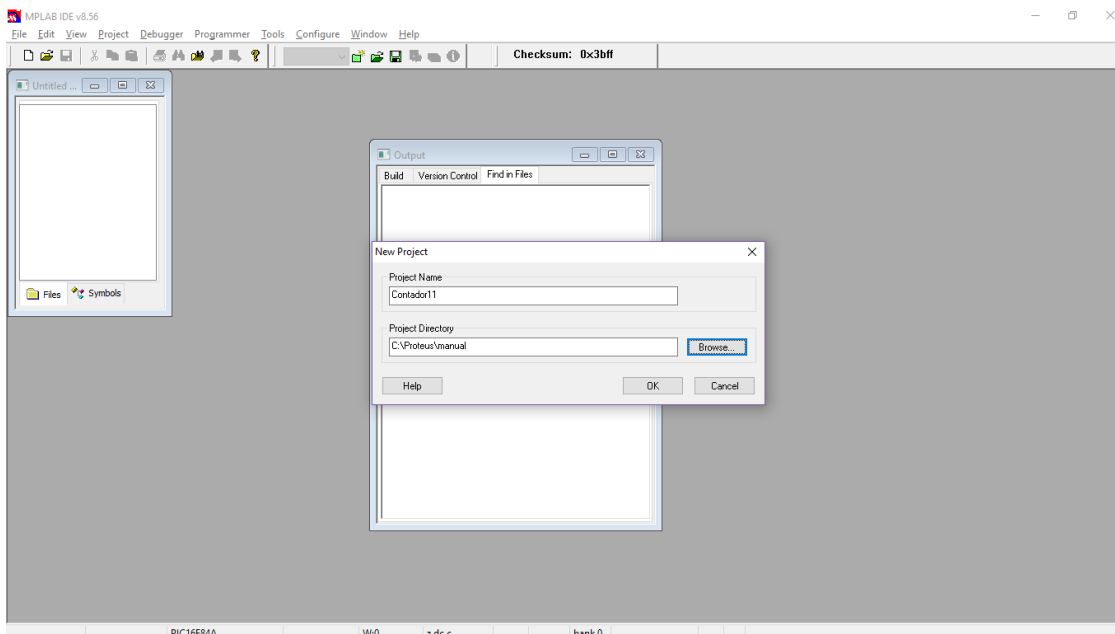 MPLAB IDE v8.56
File Edit View Project Debugger Programmer Tools Configure Window Help
Checksum: 0x3bff
Untitled ...
Output
Build Version Control Find in Files
New Project
Project Name
Contador11
Project Directory
C:\Proteus\manual
Browse...
Help OK Cancel
Files Symbols
PIC16F84A W:0 z dc c bank 0